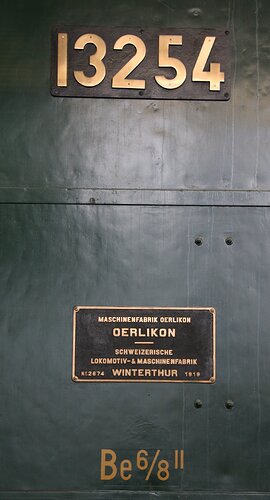 13254
MASCHINENFABRIK OERLIKON
OERLIKON
SCHWEIZERISCHE
LOKOMOTIV-& MASCHINENFABRIK
No 2674 WINTERTHUR 1919
Be 6/8 II